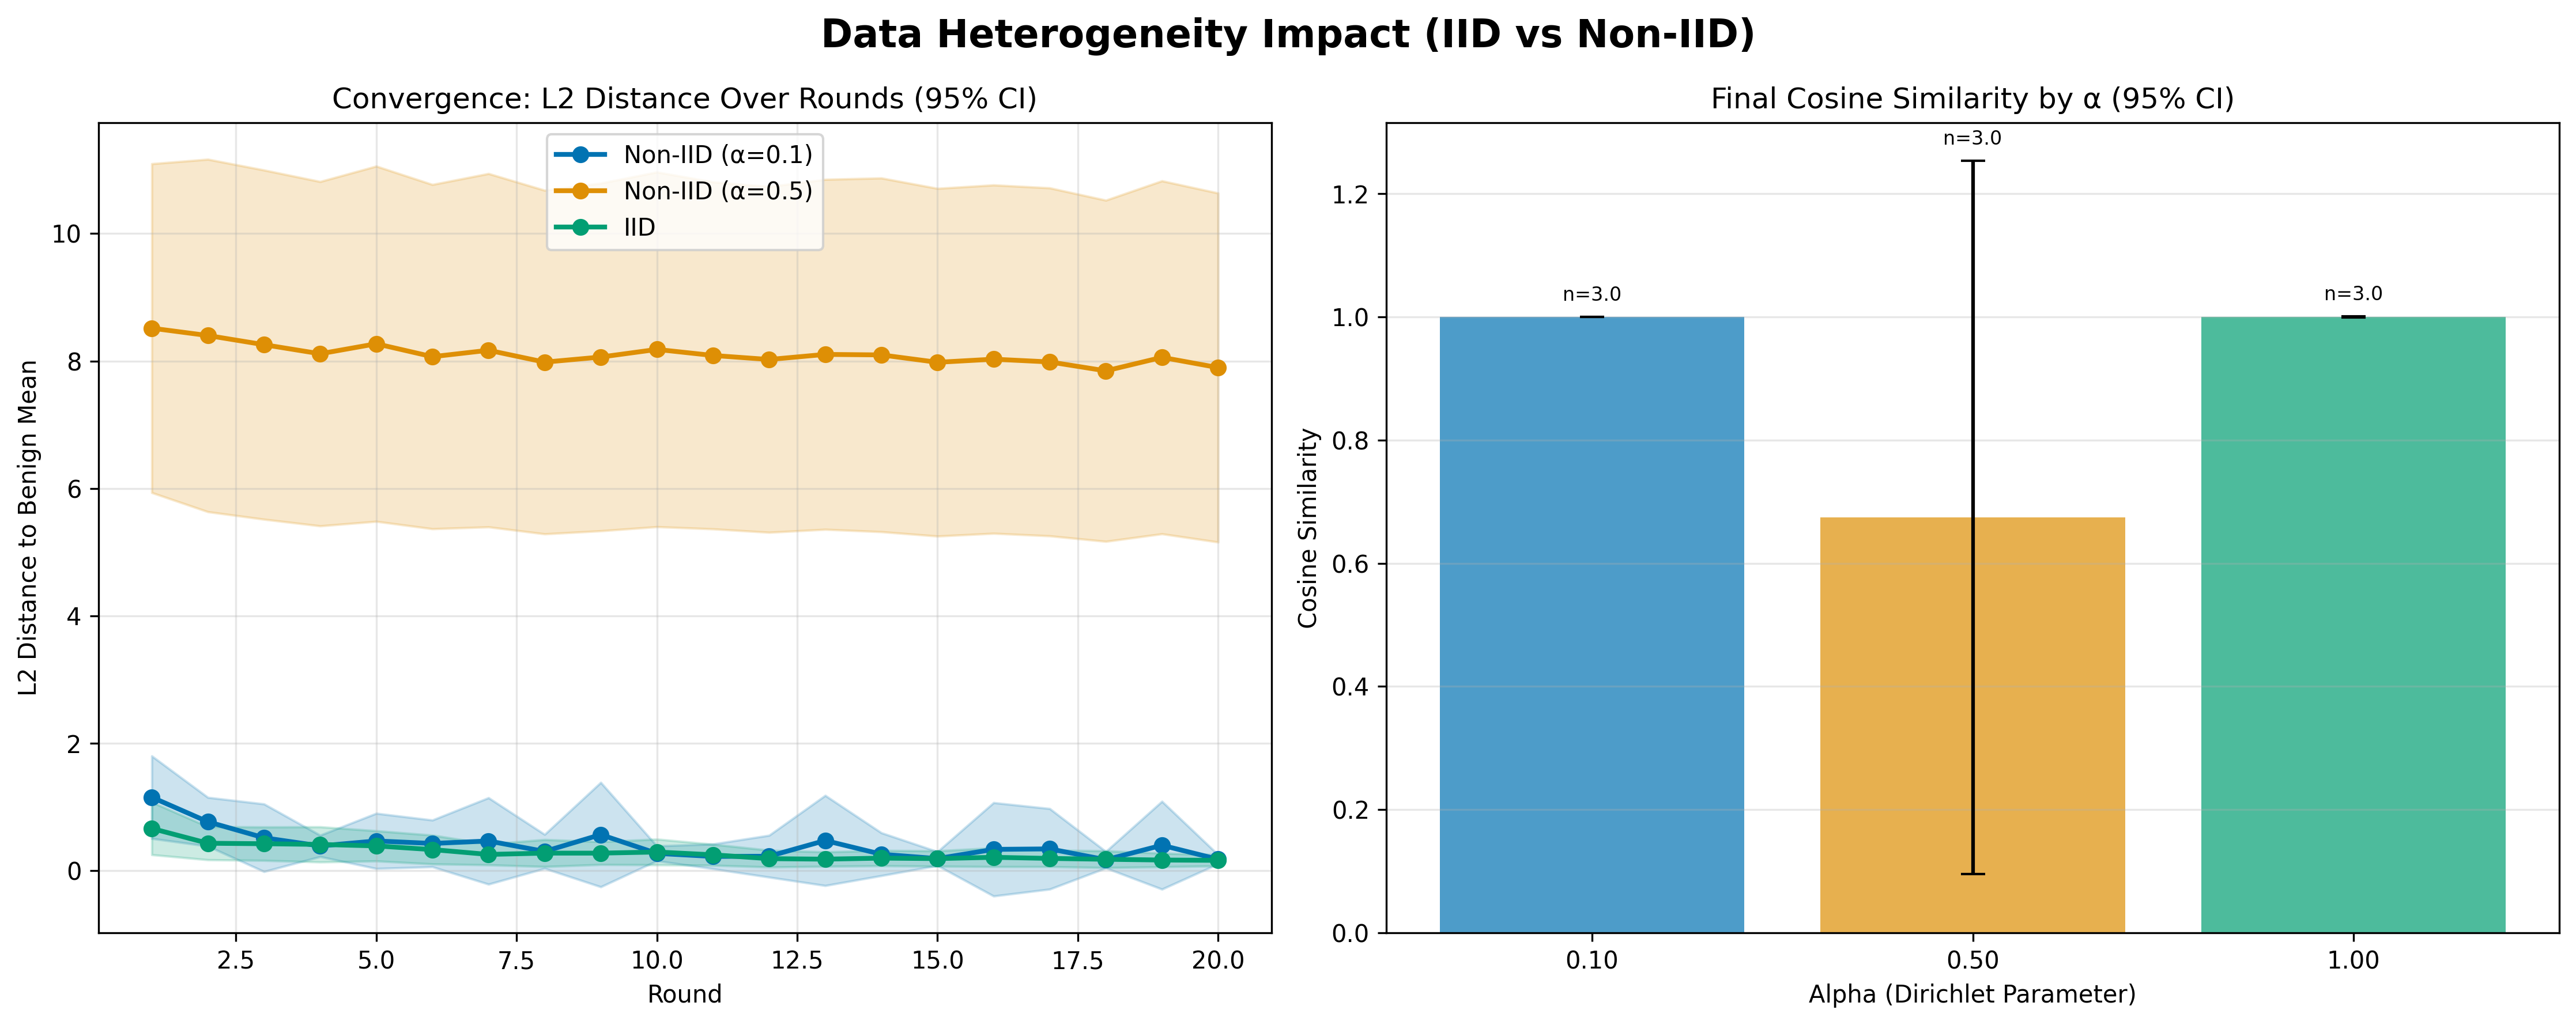 Data Heterogeneity Impact (IID vs Non-IID)
Convergence: L2 Distance Over Rounds (95% CI)
L2 Distance to Benign Mean
10
8
6
4
2
0
Non-IID (α=0.1)
Non-IID (α=0.5)
IID
2.5 5.0 7.5 10.0 12.5 15.0 17.5 20.0
Round
Final Cosine Similarity by α (95% CI)
Cosine Similarity
1.2
1.0
0.8
0.6
0.4
0.2
0.0
n=3.0
n=3.0
n=3.0
0.10 0.50 1.00
Alpha (Dirichlet Parameter)